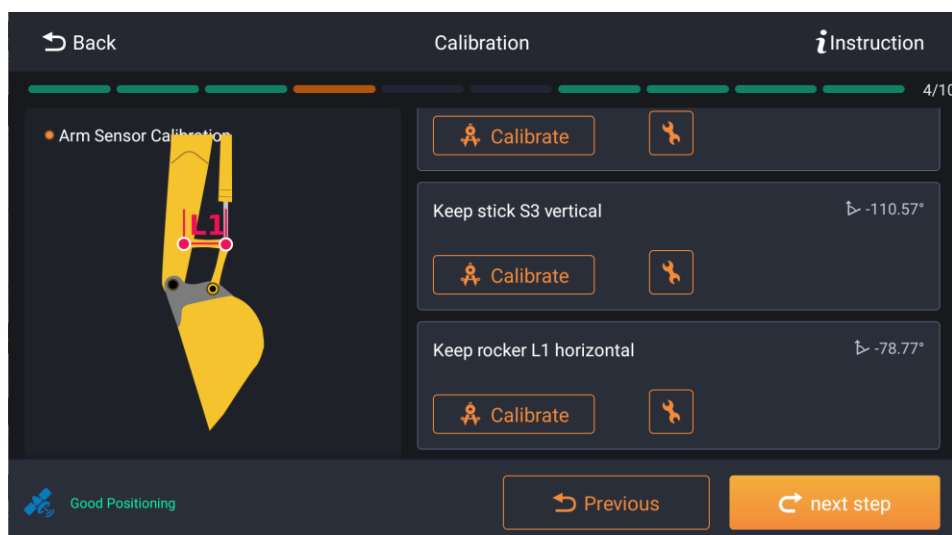 Back
Calibration
Instruction
4/10
Arm Sensor Calibration
L1
Calibrate
Keep stick S3 vertical
-110.57°
Calibrate
Keep rocker L1 horizontal
-78.77°
Calibrate
Good Positioning
Previous
next step